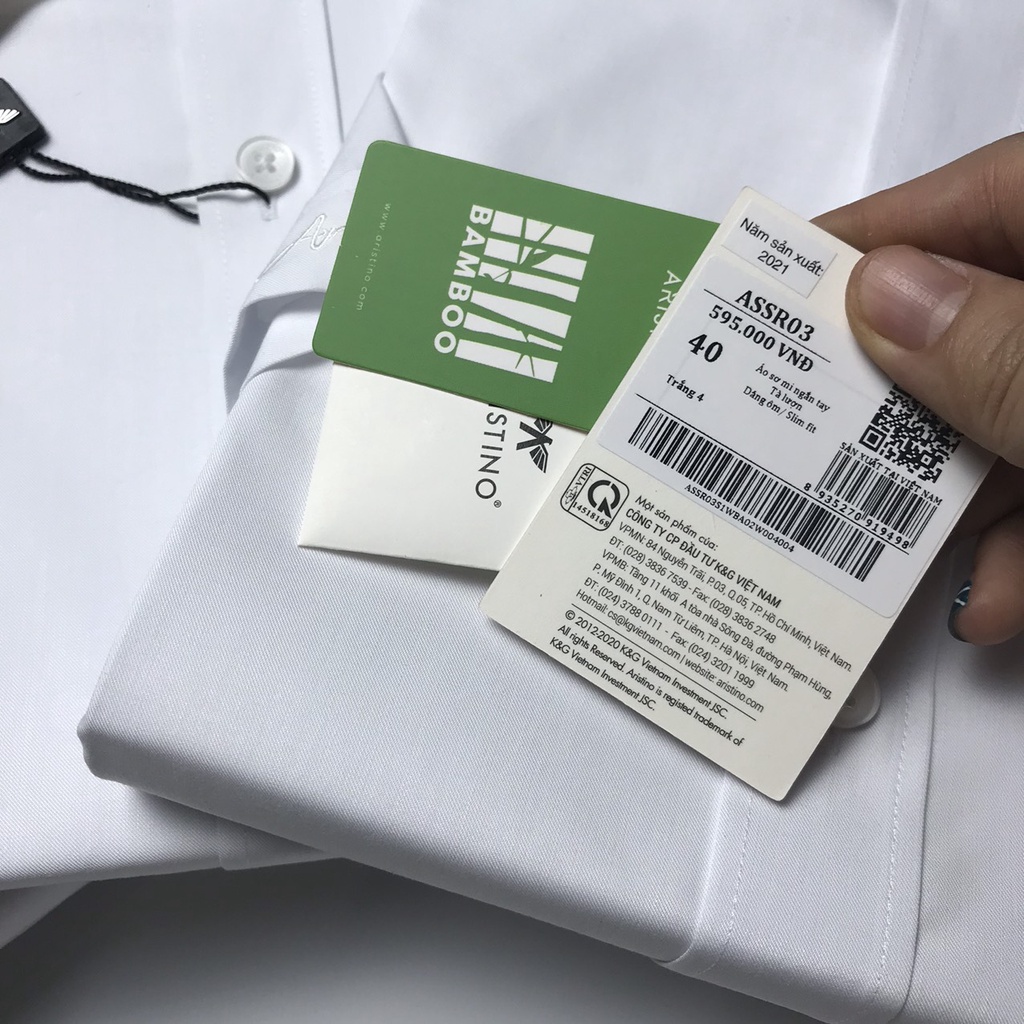 www.aristino.com
BAMBOO
STINO®
Năm sản xuất:
2021
ASSR03
595.000 VNĐ
40
Áo sơ mi ngắn tay
Tà lượn
Trắng 4
Dáng ôm/ Slim fit
SẢN XUẤT TẠI VIỆT NAM
8 935270 919498
ASSR03S1WBA02W004004
14518168
Một sản phẩm của:
CÔNG TY CP ĐẦU TƯ K&G VIỆT NAM
VPMN: 84 Nguyễn Trãi, P.03, Q.05, TP. Hồ Chí Minh, Việt Nam.
ĐT: (028) 3836 7539 - Fax: (028) 3836 2748
VPMB: Tầng 11 khối A tòa nhà Sông Đà, đường Phạm Hùng,
P. Mỹ Đình 1, Q. Nam Từ Liêm, TP. Hà Nội, Việt Nam.
ĐT: (024) 3788 0111 - Fax: (024) 3201 1999
Hotmail: cs@kgvietnam.com | website: aristino.com
© 2012-2020 K&G Vietnam Investment JSC.
All rights Reserved. Aristino is registed trademark of
K&G Vietnam Investment JSC.